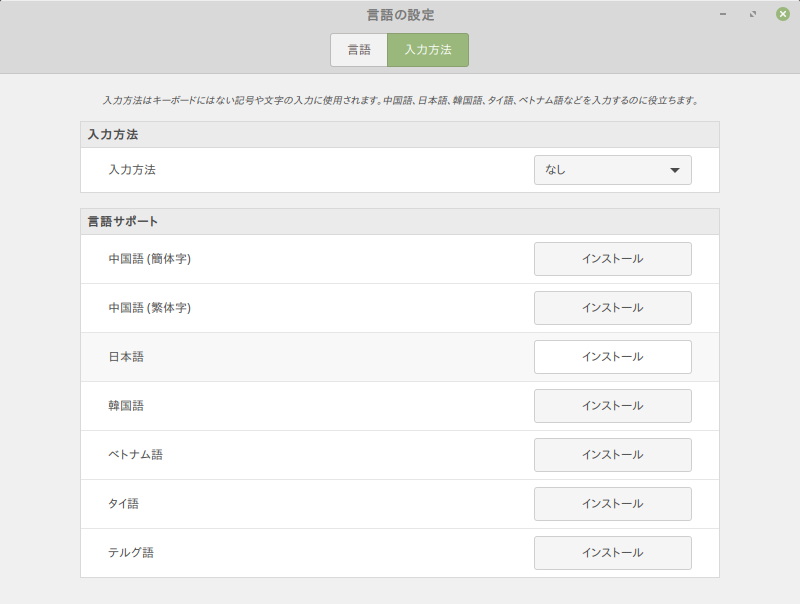 言語の設定
言語
入力方法
入力方法はキーボードにはない記号や文字の入力に使用されます。中国語、日本語、韓国語、タイ語、ベトナム語などを入力するのに役立ちます。
入力方法
入力方法
なし
言語サポート
中国語 (簡体字)
インストール
中国語 (繁体字)
インストール
日本語
インストール
韓国語
インストール
ベトナム語
インストール
タイ語
インストール
テルグ語
インストール